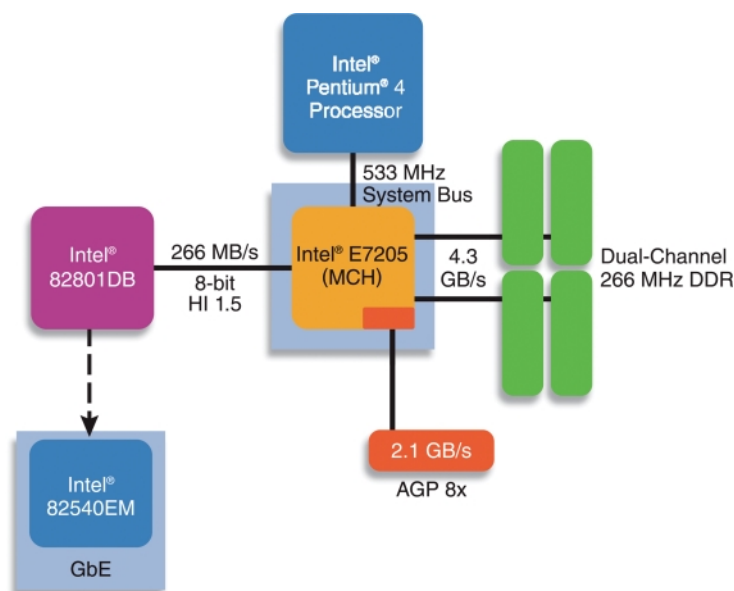 Intel®
Pentium® 4
Processor
533 MHz
System Bus
Intel®
82801DB
266 MB/s
8-bit
HI 1.5
Intel® E7205
(MCH)
4.3
GB/s
Dual-Channel
266 MHz DDR
2.1 GB/s
AGP 8x
Intel®
82540EM
GbE